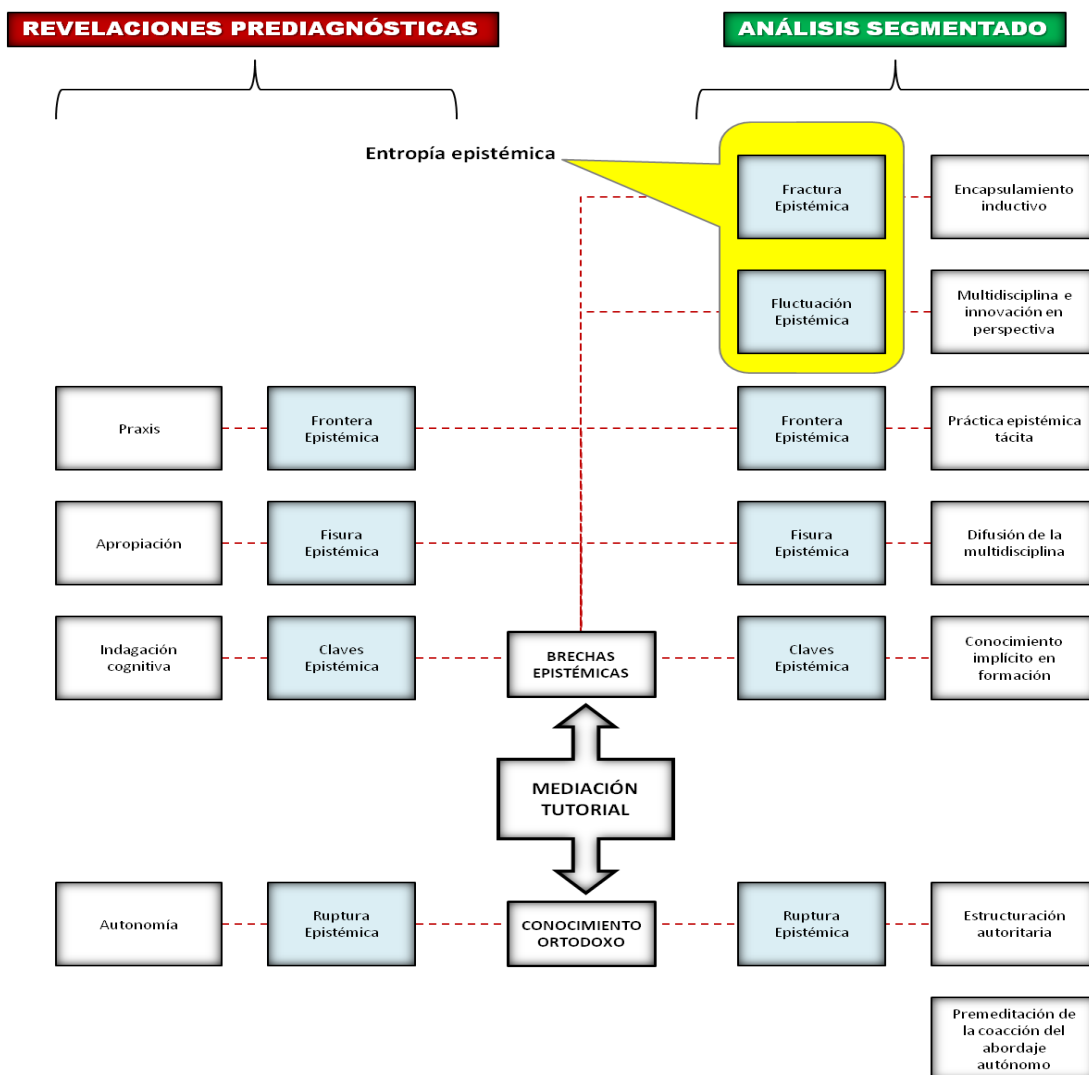 REVELACIONES PREDIAGNÓSTICAS
ANÁLISIS SEGMENTADO
Entropía epistémica
Fractura
Epistémica
Encapsulamiento
inductivo
Fluctuación
Epistémica
Multidisciplina e
innovación en
perspectiva
Praxis
Frontera
Epistémica
Frontera
Epistémica
Práctica epistémica
tácita
Apropiación
Fisura
Epistémica
Fisura
Epistémica
Difusión de la
multidisciplina
Indagación
cognitiva
Claves
Epistémica
BRECHAS
EPISTÉMICAS
Claves
Epistémica
Conocimiento
implícito en
formación
MEDIACIÓN
TUTORIAL
Autonomía
Ruptura
Epistémica
CONOCIMIENTO
ORTODOXO
Ruptura
Epistémica
Estructuración
autoritaria
Premeditación de
la coacción del
abordaje
autónomo